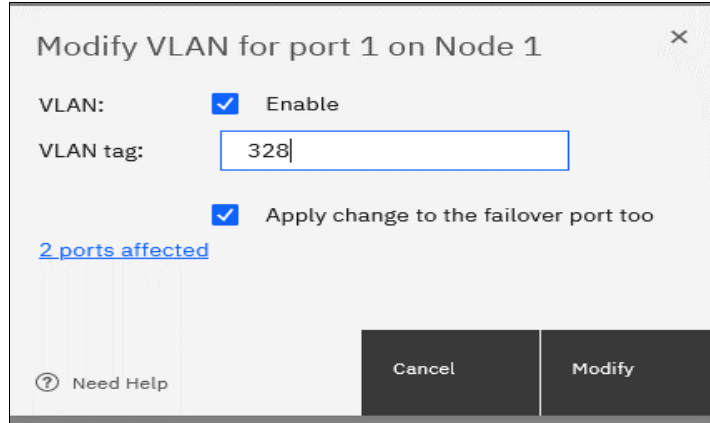 Modify VLAN for port 1 on Node 1
VLAN: Enable
VLAN tag: 328
Apply change to the failover port too
2 ports affected
Need Help
Cancel
Modify